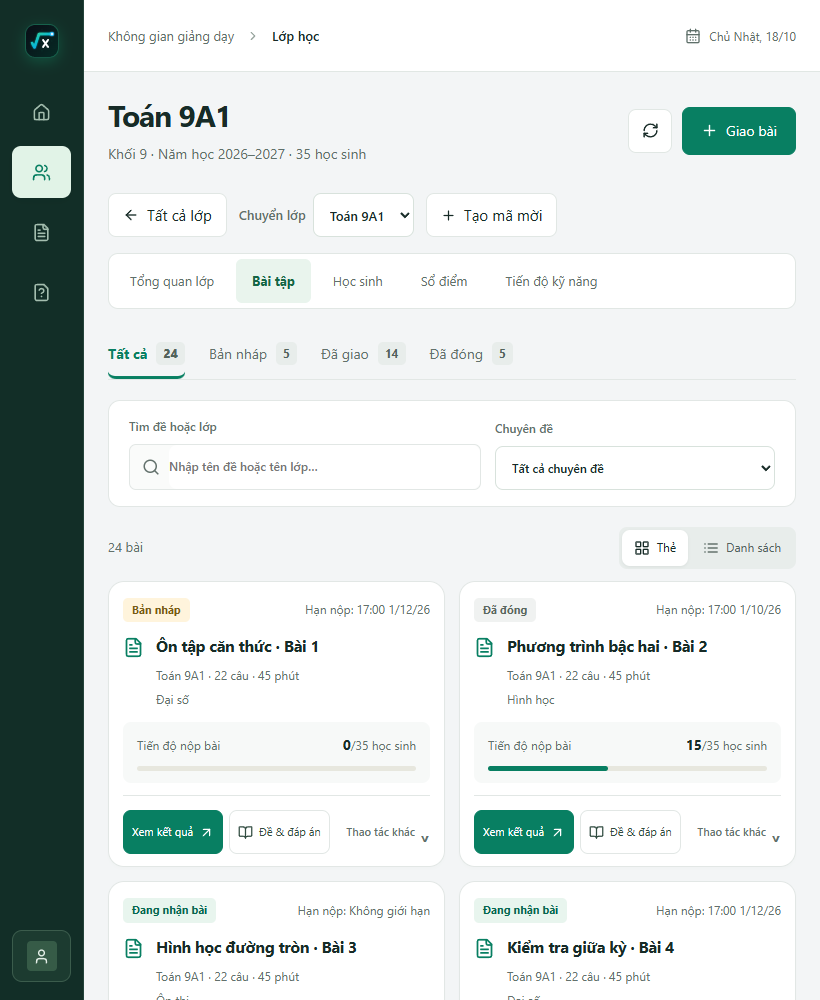 √x
Không gian giảng dạy > Lớp học
Chủ Nhật, 18/10
Toán 9A1
Khối 9 · Năm học 2026–2027 · 35 học sinh
Giao bài
Tất cả lớp
Chuyển lớp
Toán 9A1
Tạo mã mời
Tổng quan lớp
Bài tập
Học sinh
Sổ điểm
Tiến độ kỹ năng
Tất cả 24
Bản nháp 5
Đã giao 14
Đã đóng 5
Tìm đề hoặc lớp
Nhập tên đề hoặc tên lớp...
Chuyên đề
Tất cả chuyên đề
24 bài
Thẻ
Danh sách
Bản nháp
Hạn nộp: 17:00 1/12/26
Ôn tập căn thức · Bài 1
Toán 9A1 · 22 câu · 45 phút
Đại số
Tiến độ nộp bài
0/35 học sinh
Xem kết quả
Đề & đáp án
Thao tác khác
Đã đóng
Hạn nộp: 17:00 1/10/26
Phương trình bậc hai · Bài 2
Toán 9A1 · 22 câu · 45 phút
Hình học
Tiến độ nộp bài
15/35 học sinh
Xem kết quả
Đề & đáp án
Thao tác khác
Đang nhận bài
Hạn nộp: Không giới hạn
Hình học đường tròn · Bài 3
Toán 9A1 · 22 câu · 45 phút
Ôn thi
Đang nhận bài
Hạn nộp: 17:00 1/12/26
Kiểm tra giữa kỳ · Bài 4
Toán 9A1 · 22 câu · 45 phút
Đại số